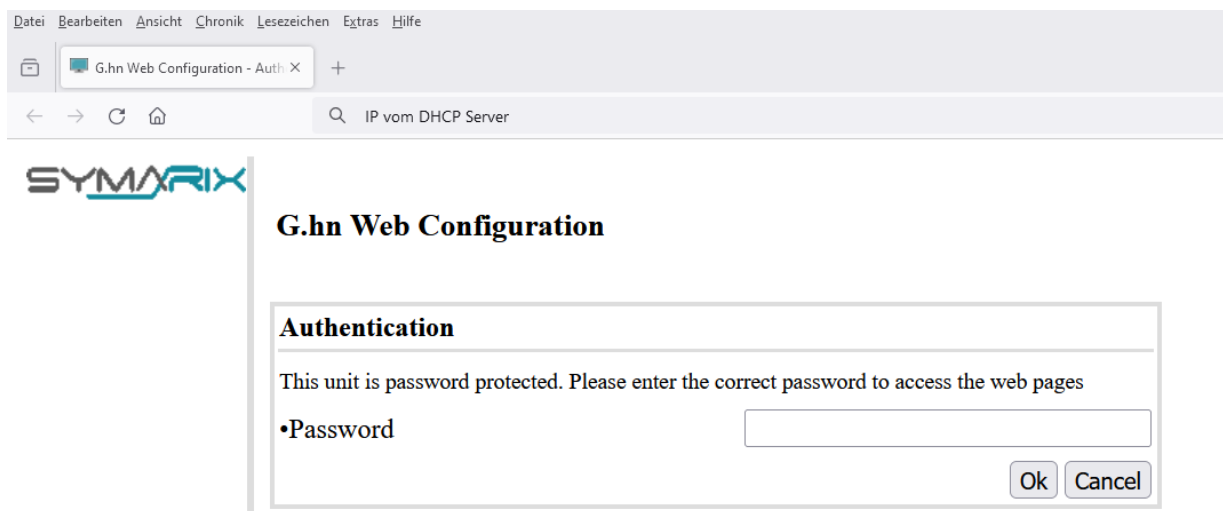 Datei Bearbeiten Ansicht Chronik Lesezeichen Extras Hilfe
G.hn Web Configuration - Auth
IP vom DHCP Server
SYMARIX
G.hn Web Configuration
Authentication
This unit is password protected. Please enter the correct password to access the web pages
•Password
Ok Cancel